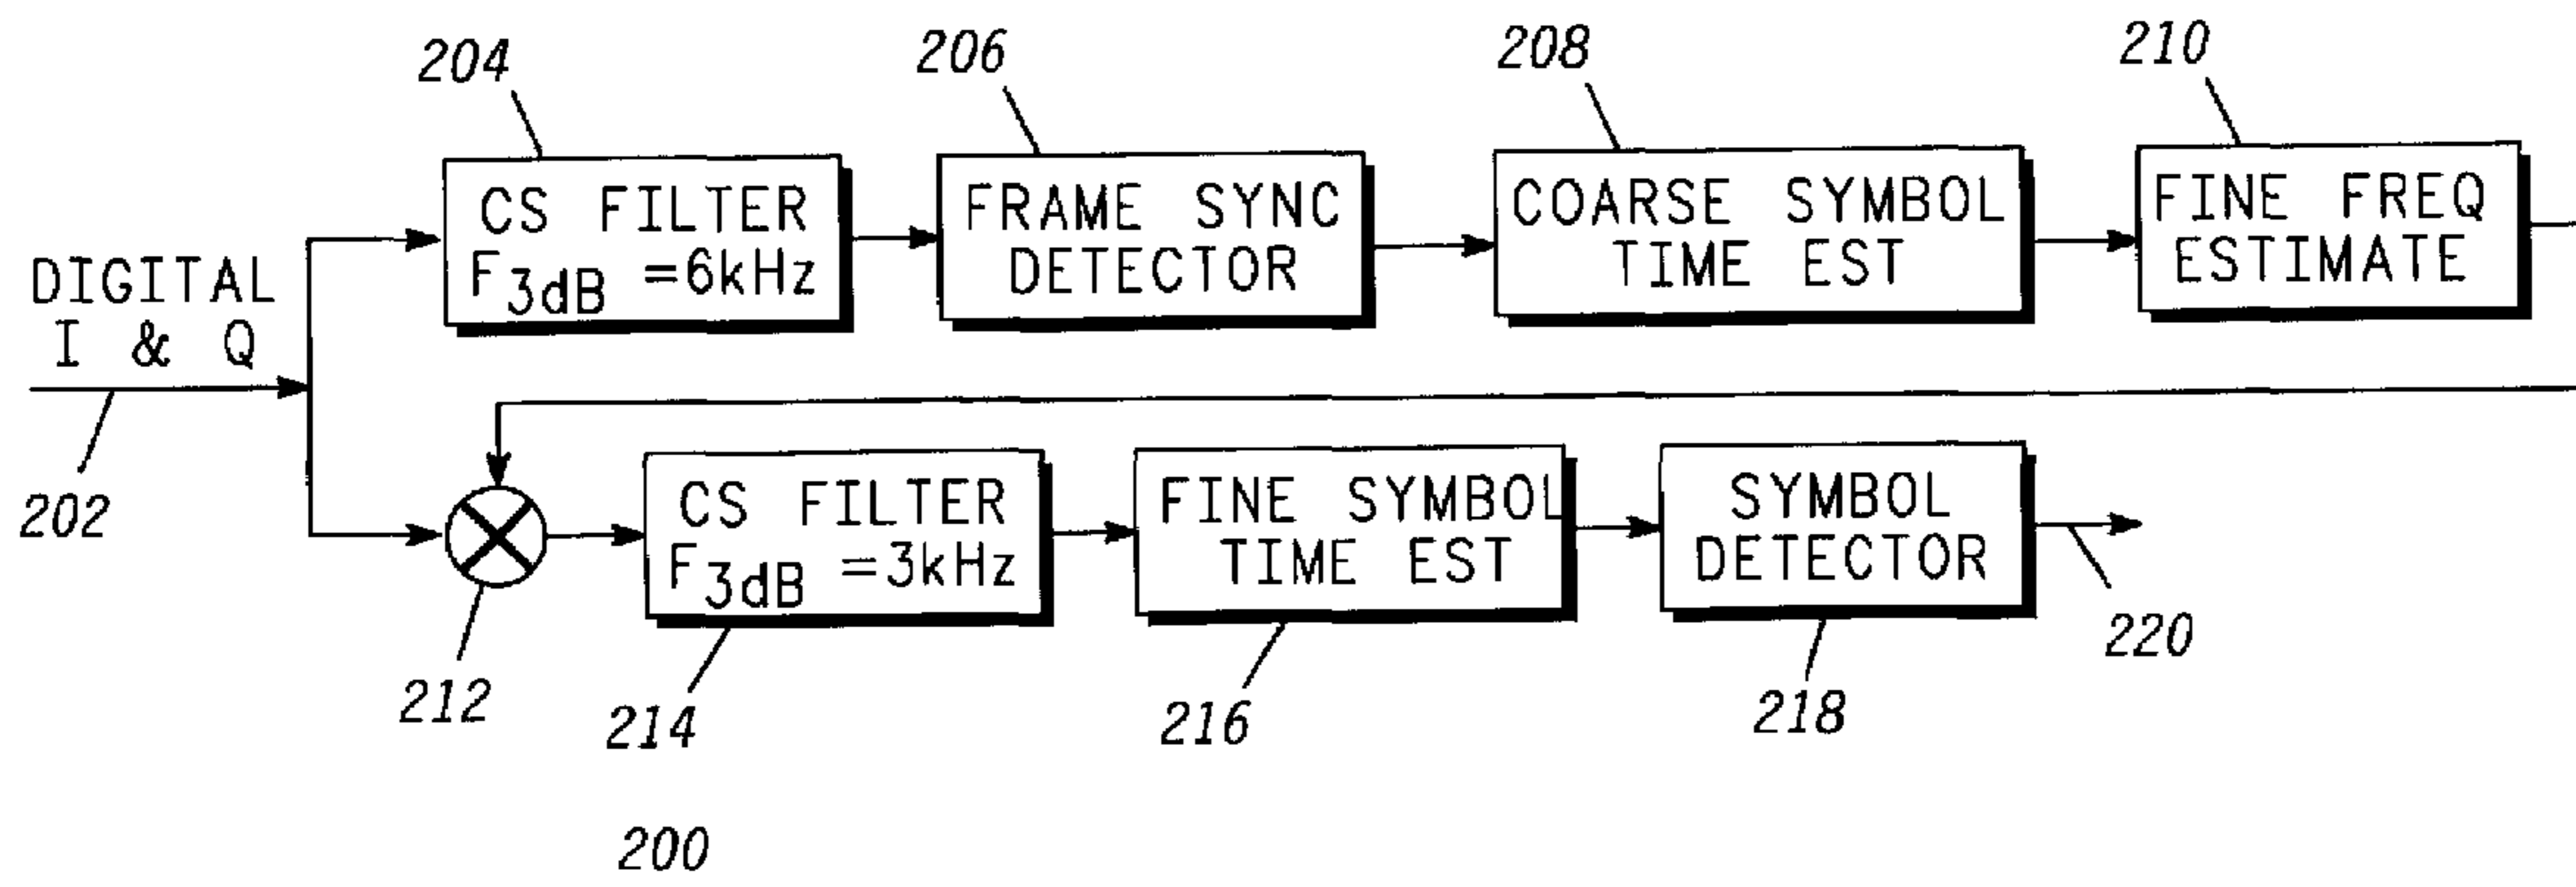 204
206
208
210
CS FILTER
F3dB =6kHz
FRAME SYNC
DETECTOR
COARSE SYMBOL
TIME EST
FINE FREQ
ESTIMATE
DIGITAL
I & Q
202
212
CS FILTER
F3dB =3kHz
FINE SYMBOL
TIME EST
SYMBOL
DETECTOR
214
216
218
220
200